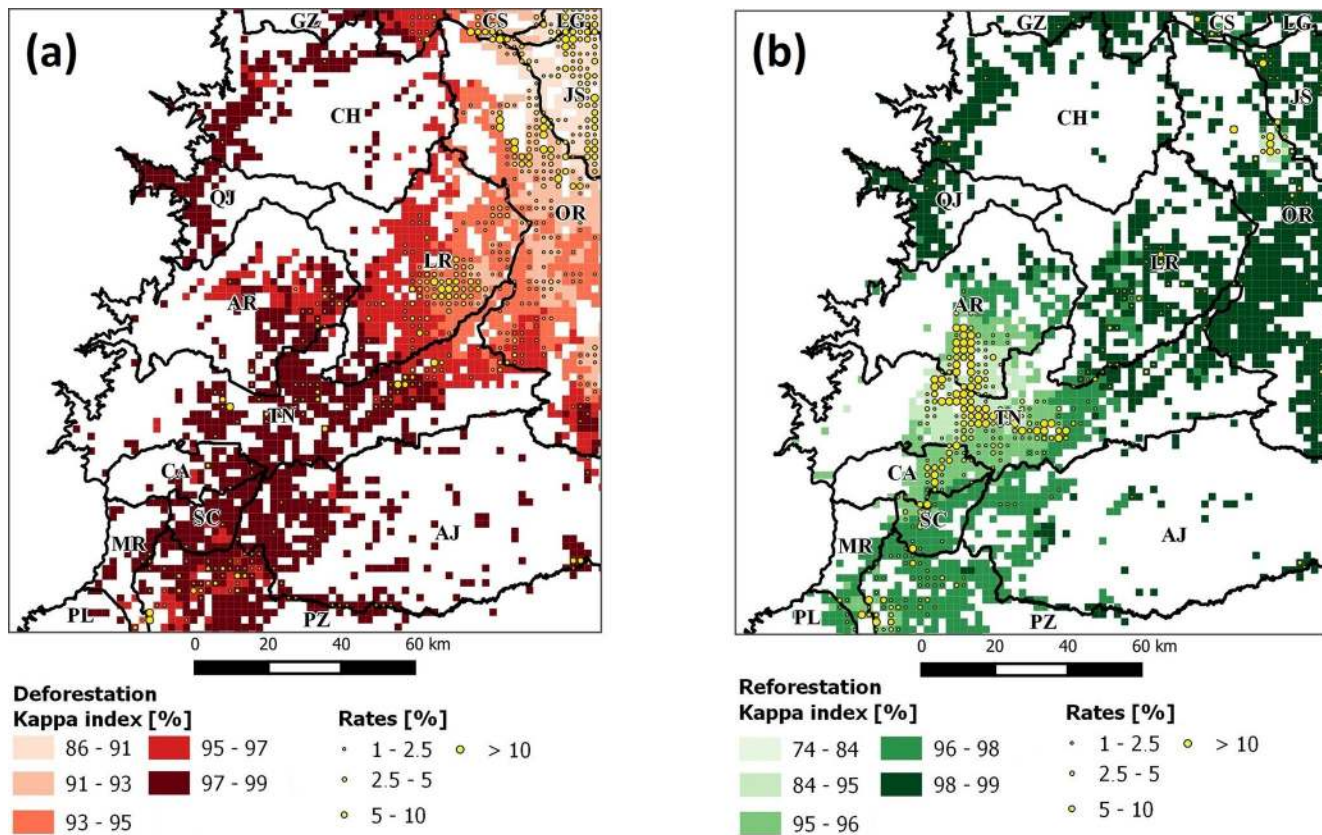 (a)
GZ
CS
LG
JS
CH
QJ
OR
LR
AR
TN
CA
SC
AJ
MR
PL
PZ
0 20 40 60 km
Deforestation
Kappa index [%]
86 - 91
91 - 93
93 - 95
95 - 97
97 - 99
Rates [%]
1 - 2.5
2.5 - 5
5 - 10
> 10
(b)
GZ
CS
LG
JS
CH
QJ
OR
LR
AR
TN
CA
SC
AJ
MR
PL
PZ
0 20 40 60 km
Reforestation
Kappa index [%]
74 - 84
84 - 95
95 - 96
96 - 98
98 - 99
Rates [%]
1 - 2.5
2.5 - 5
5 - 10
> 10